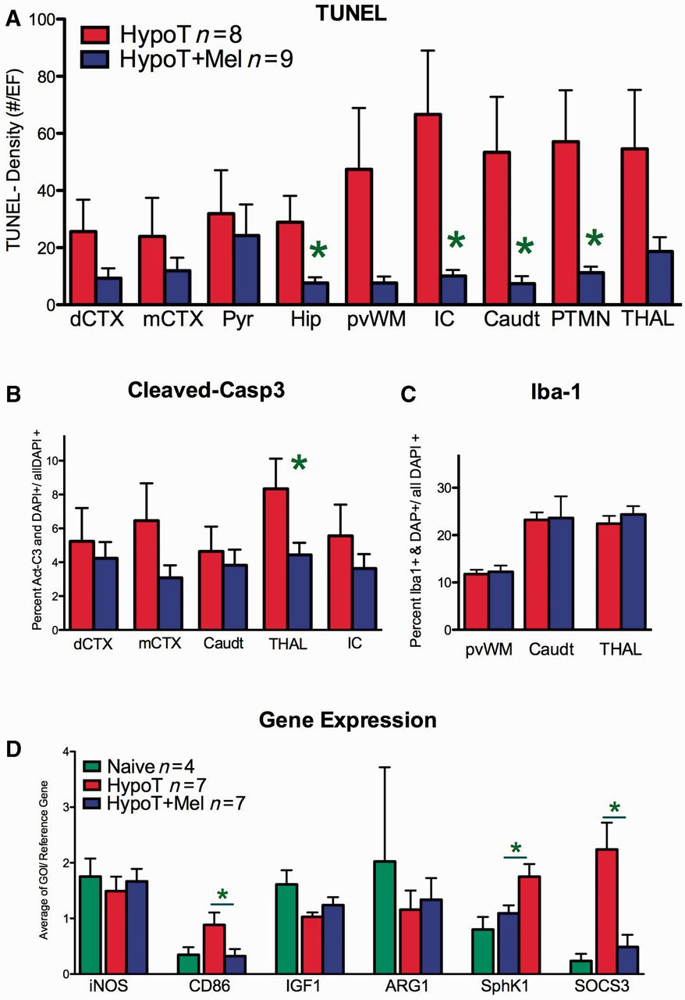 A
TUNEL
HypoT n=8
HypoT+Mel n=9
TUNEL- Density (#/EF)
100
80
60
40
20
0
* * * *
dCTX mCTX Pyr Hip pvWM IC Caudt PTMN THAL
B
Cleaved-Casp3
Percent Act-C3 and DAPI+/ allDAPI +
10
8
6
4
2
0
*
dCTX mCTX Caudt THAL IC
C
Iba-1
Percent Iba1+ & DAP+/ all DAPI +
30
20
10
0
pvWM Caudt THAL
Gene Expression
D
Naive n=4
HypoT n=7
HypoT+Mel n=7
Average of GOI/ Reference Gene
4
3
2
1
0
* * *
iNOS CD86 IGF1 ARG1 SphK1 SOCS3